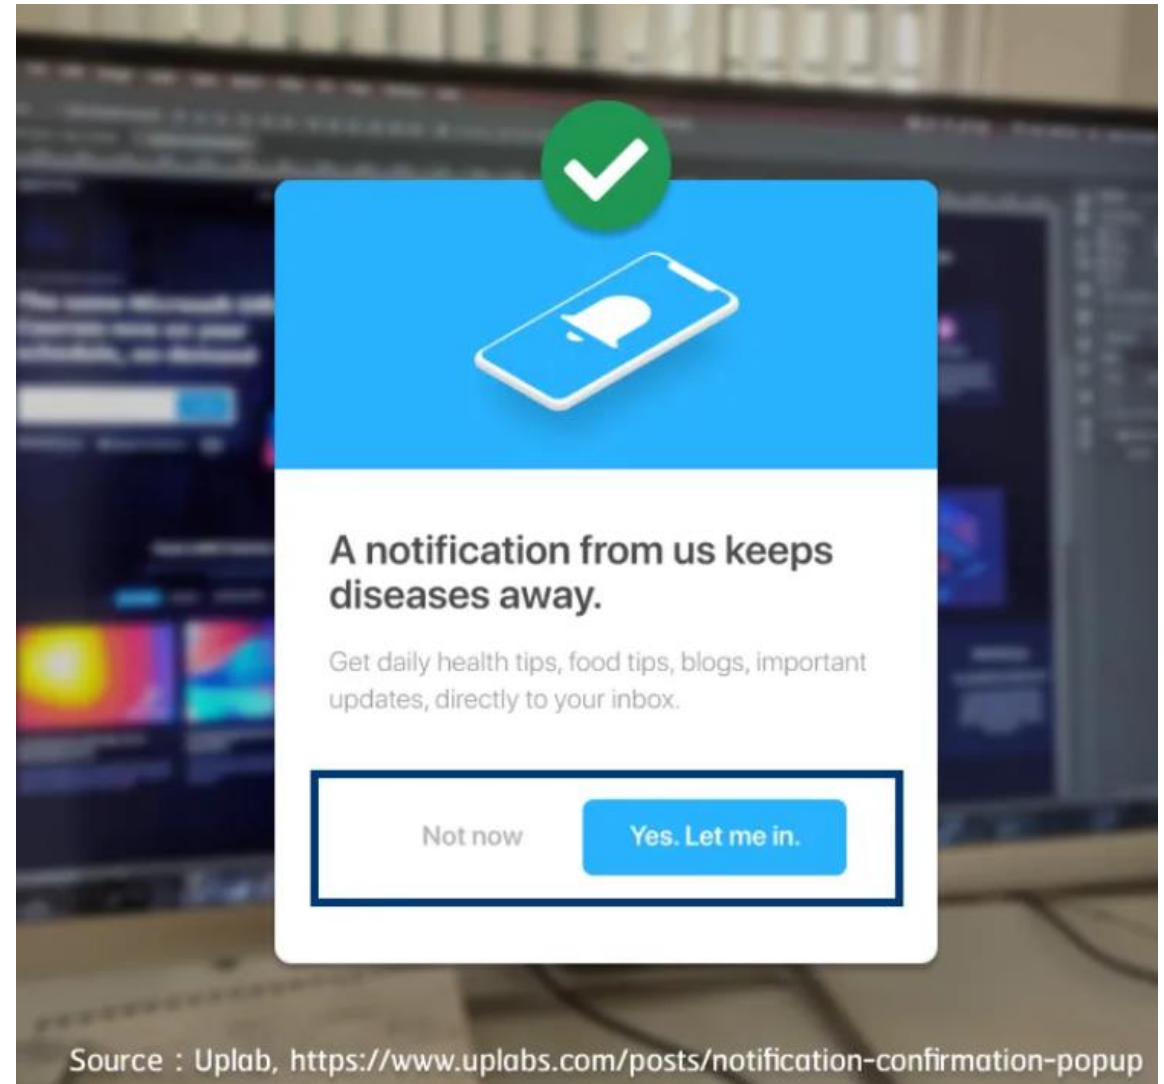 A notification from us keeps
diseases away.
Get daily health tips, food tips, blogs, important
updates, directly to your inbox.
Not now
Yes. Let me in.
Source : Uplab, https://www.uplabs.com/posts/notification-confirmation-popup